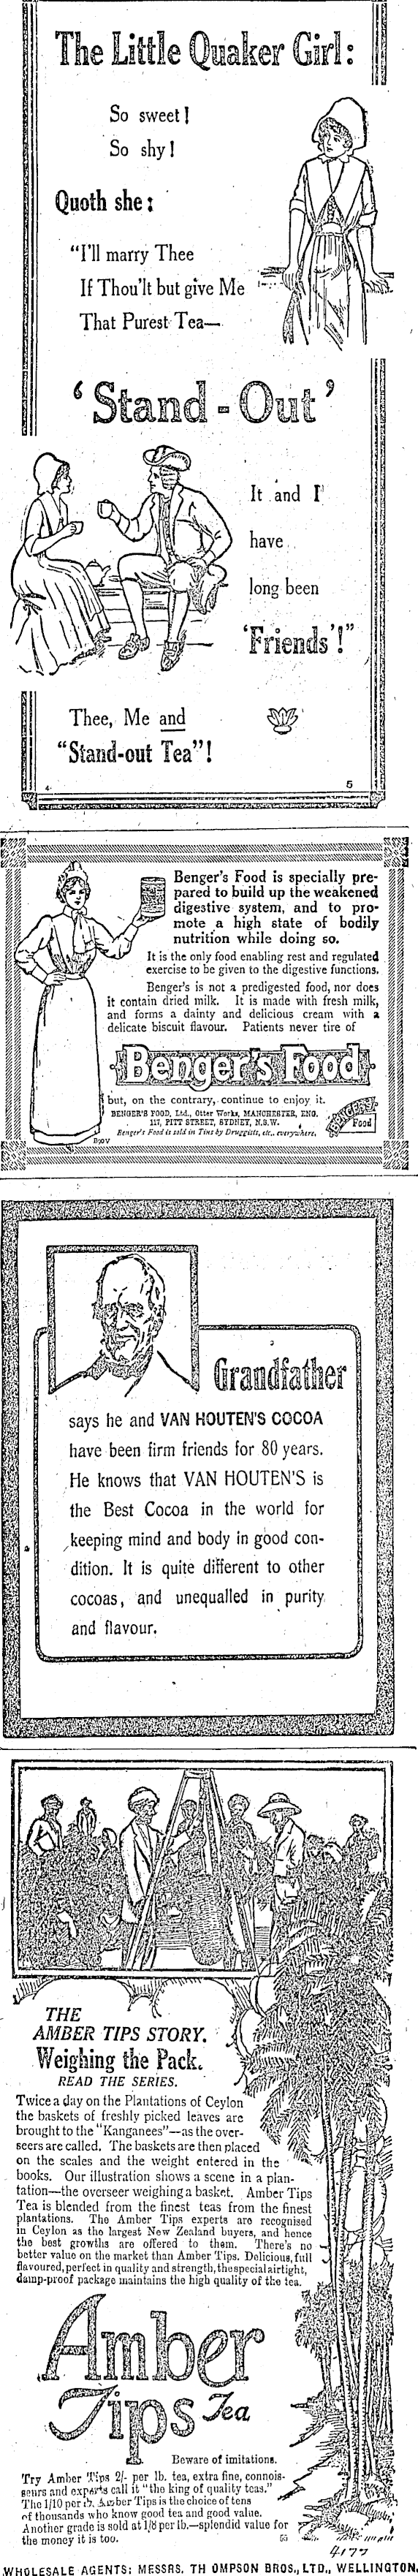 The Little Quaker Girl:
So sweet!
So shy!
Quoth she:
"I'll marry Thee
If Thou'lt but give Me
That Purest Tea—
'Stand-Out'
It and I
have
long been
'Friends'!"
Thee, Me and
"Stand-out Tea"!
4
5
Benger's Food is specially pre-
pared to build up the weakened
digestive system, and to pro-
mote a high state of bodily
nutrition while doing so.
It is the only food enabling rest and regulated
exercise to be given to the digestive functions.
Benger's is not a predigested food, nor does
it contain dried milk. It is made with fresh milk,
and forms a dainty and delicious cream with a
delicate biscuit flavour. Patients never tire of
Benger's Food
but, on the contrary, continue to enjoy it.
BENGER'S FOOD, Ltd., Otter Works, MANCHESTER, ENG.
117, PITT STREET, SYDNEY, N.S.W.
Benger's Food is sold in Tins by Druggists, etc., everywhere.
BENGER'S
Food
Grandfather
says he and VAN HOUTEN'S COCOA
have been firm friends for 80 years.
He knows that VAN HOUTEN'S is
the Best Cocoa in the world for
keeping mind and body in good con-
dition. It is quite different to other
cocoas, and unequalled in purity
and flavour.
THE
AMBER TIPS STORY.
Weighing the Pack.
READ THE SERIES.
Twice a day on the Plantations of Ceylon
the baskets of freshly picked leaves are
brought to the "Kanganees"—as the over-
seers are called. The baskets are then placed
on the scales and the weight entered in the
books. Our illustration shows a scene in a plan-
tation—the overseer weighing a basket. Amber Tips
Tea is blended from the finest teas from the finest
plantations. The Amber Tips experts are recognised
in Ceylon as the largest New Zealand buyers, and hence
the best growths are offered to them. There's no
better value on the market than Amber Tips. Delicious, full
flavoured, perfect in quality and strength, the special airtight,
damp-proof package maintains the high quality of the tea.
Amber
Tips Tea
Beware of imitations.
Try Amber Tips 2/- per lb. tea, extra fine, connois-
seurs and experts call it "the king of quality teas."
The 1/10 per lb. Amber Tips is the choice of tens
of thousands who know good tea and good value.
Another grade is sold at 1/8 per lb.—splendid value for
the money it is too.
4177
WHOLESALE AGENTS: MESSRS. THOMPSON BROS., LTD., WELLINGTON.